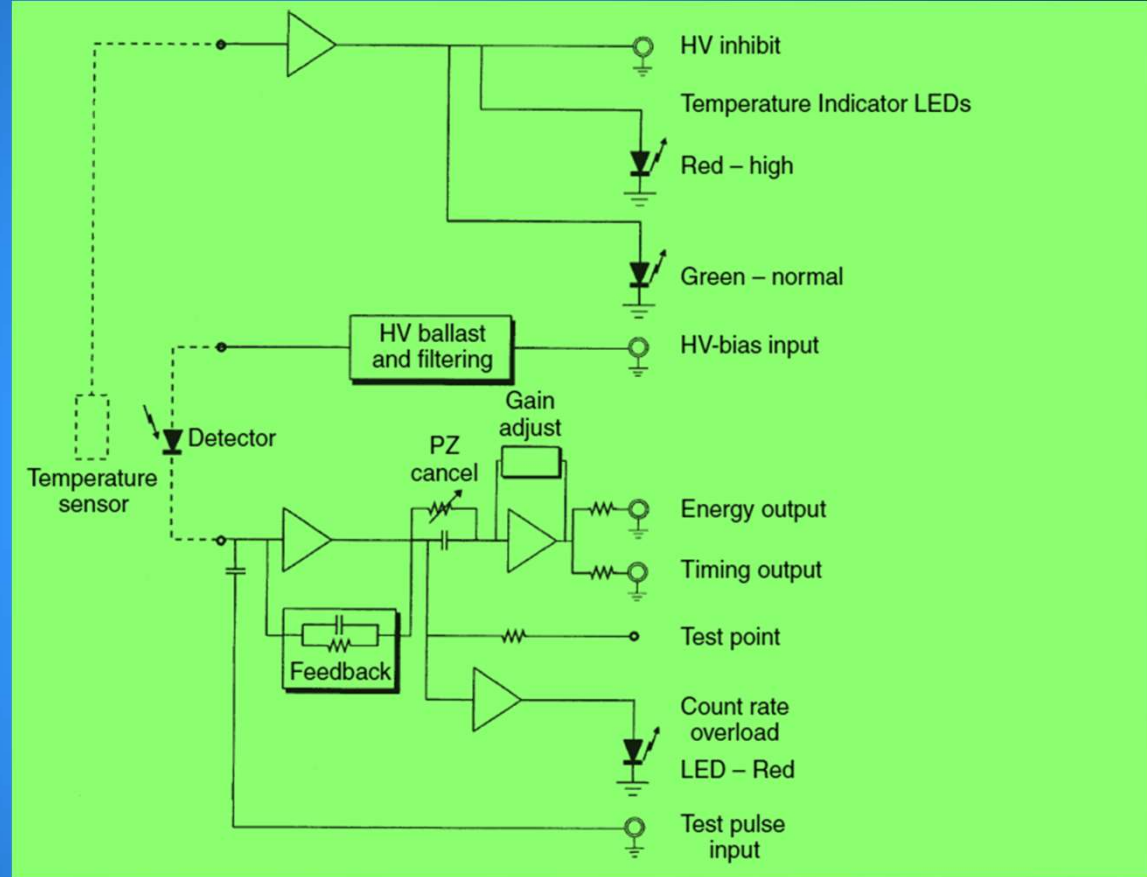 HV inhibit
Temperature Indicator LEDs
Red – high
Green – normal
HV ballast
and filtering
HV-bias input
Gain
adjust
PZ
cancel
Detector
Temperature
sensor
Energy output
Timing output
Test point
Feedback
Count rate
overload
LED – Red
Test pulse
input